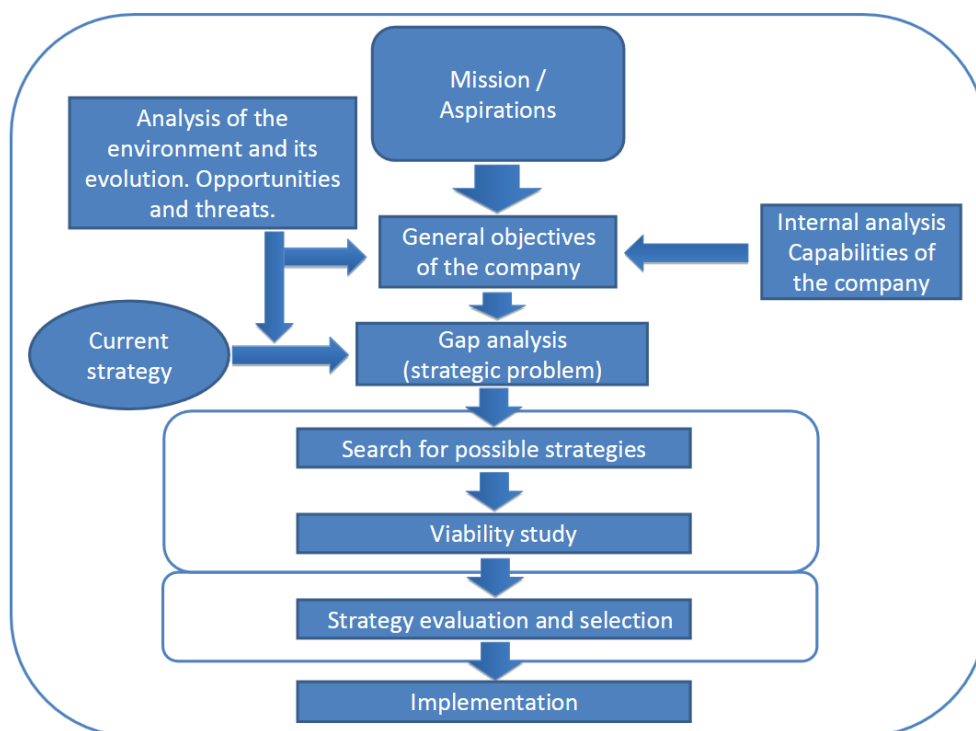 Mission /
Aspirations
Analysis of the
environment and its
evolution. Opportunities
and threats.
General objectives
of the company
Internal analysis
Capabilities of
the company
Current
strategy
Gap analysis
(strategic problem)
Search for possible strategies
Viability study
Strategy evaluation and selection
Implementation